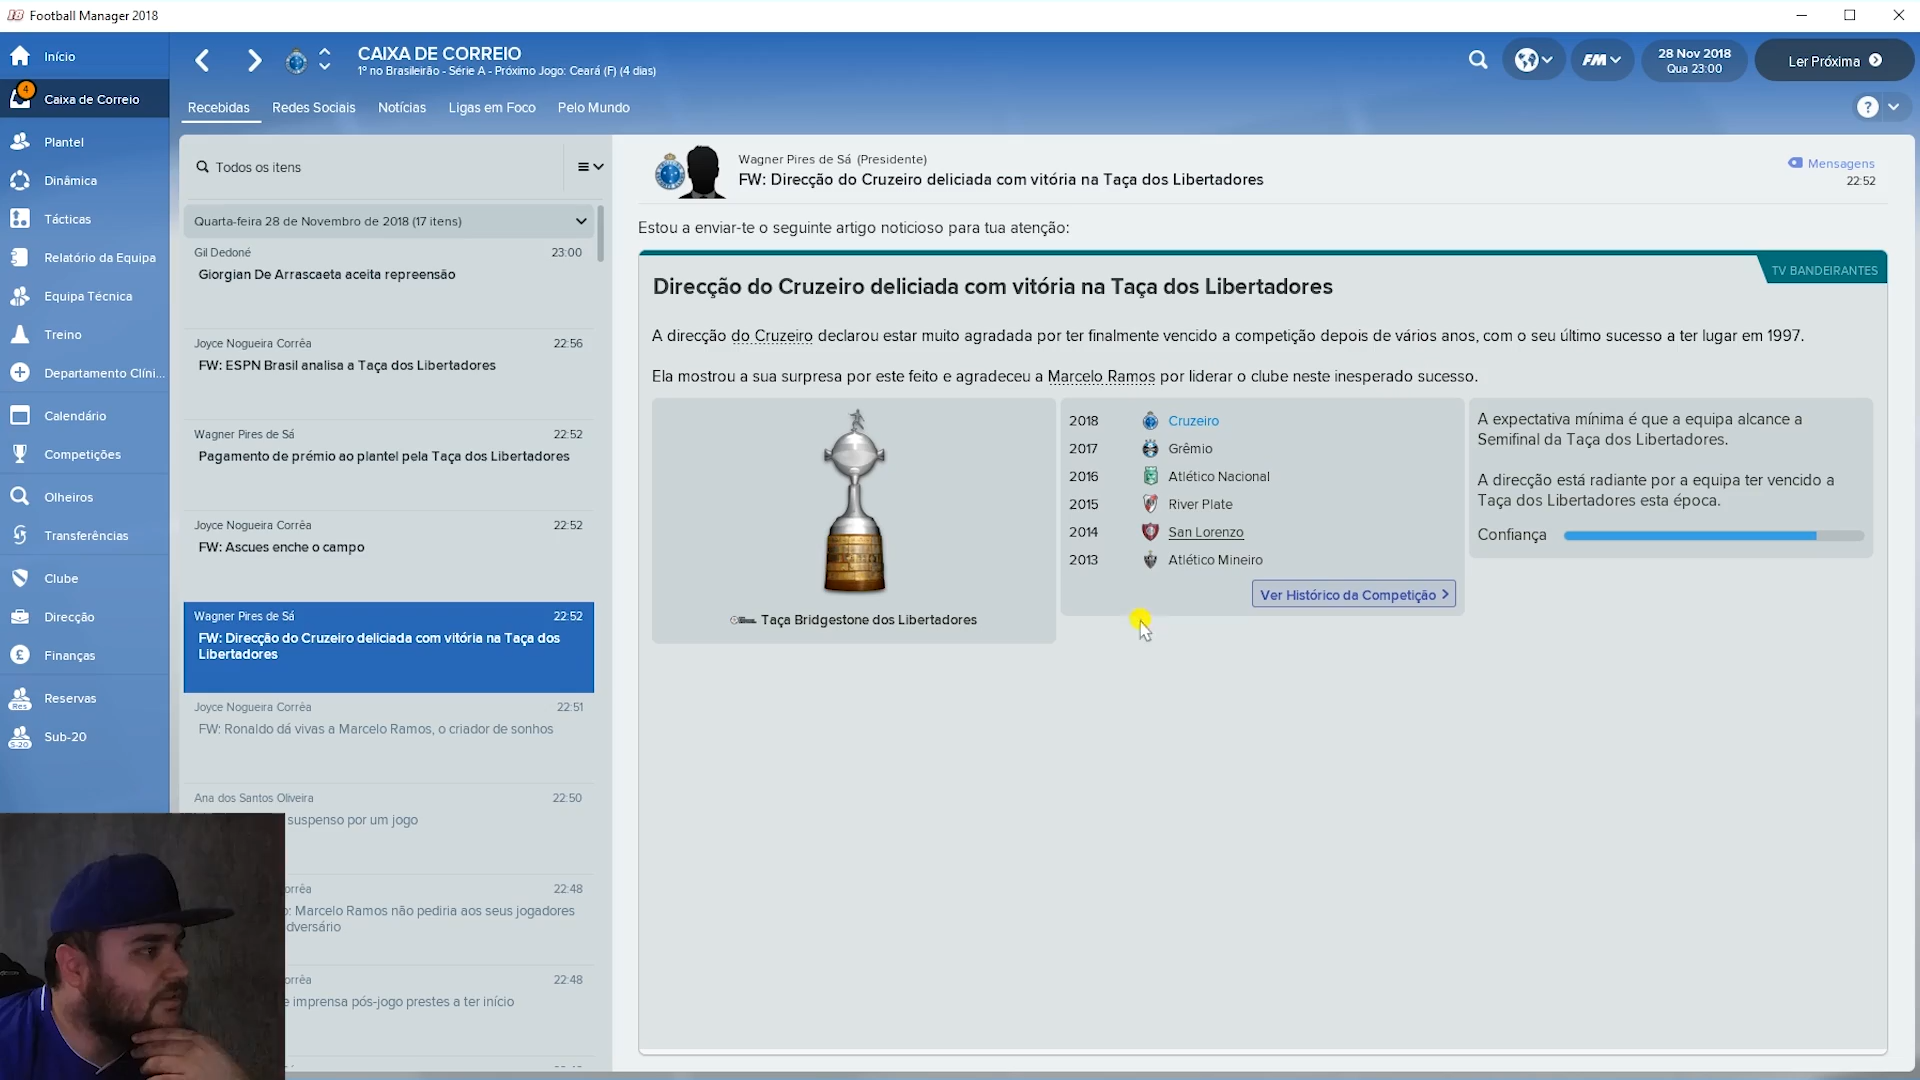 Football Manager 2018
Início
4
Caixa de Correio
Plantel
Dinâmica
Tácticas
Relatório da Equipa
Equipa Técnica
Treino
Departamento Clíni...
Calendário
Competições
Olheiros
Transferências
Clube
Direcção
Finanças
Reservas
Sub-20
CAIXA DE CORREIO
1º no Brasileirão - Série A - Próximo Jogo: Ceará (F) (4 dias)
FM
28 Nov 2018
Qua 23:00
Ler Próxima
Recebidas
Redes Sociais
Notícias
Ligas em Foco
Pelo Mundo
Todos os itens
Quarta-feira 28 de Novembro de 2018 (17 itens)
Gil Dedoné 23:00
Giorgian De Arrascaeta aceita repreensão
Joyce Nogueira Corrêa 22:56
FW: ESPN Brasil analisa a Taça dos Libertadores
Wagner Pires de Sá 22:52
Pagamento de prémio ao plantel pela Taça dos Libertadores
Joyce Nogueira Corrêa 22:52
FW: Ascues enche o campo
Wagner Pires de Sá 22:52
FW: Direcção do Cruzeiro deliciada com vitória na Taça dos
Libertadores
Joyce Nogueira Corrêa 22:51
FW: Ronaldo dá vivas a Marcelo Ramos, o criador de sonhos
Ana dos Santos Oliveira 22:50
suspenso por um jogo
orrêa 22:48
o: Marcelo Ramos não pediria aos seus jogadores
dversário
orrêa 22:48
e imprensa pós-jogo prestes a ter início
Wagner Pires de Sá (Presidente)
FW: Direcção do Cruzeiro deliciada com vitória na Taça dos Libertadores
Mensagens
22:52
Estou a enviar-te o seguinte artigo noticioso para tua atenção:
TV BANDEIRANTES
Direcção do Cruzeiro deliciada com vitória na Taça dos Libertadores
A direcção do Cruzeiro declarou estar muito agradada por ter finalmente vencido a competição depois de vários anos, com o seu último sucesso a ter lugar em 1997.
Ela mostrou a sua surpresa por este feito e agradeceu a Marcelo Ramos por liderar o clube neste inesperado sucesso.
Taça Bridgestone dos Libertadores
2018 Cruzeiro
2017 Grêmio
2016 Atlético Nacional
2015 River Plate
2014 San Lorenzo
2013 Atlético Mineiro
Ver Histórico da Competição
A expectativa mínima é que a equipa alcance a
Semifinal da Taça dos Libertadores.
A direcção está radiante por a equipa ter vencido a
Taça dos Libertadores esta época.
Confiança